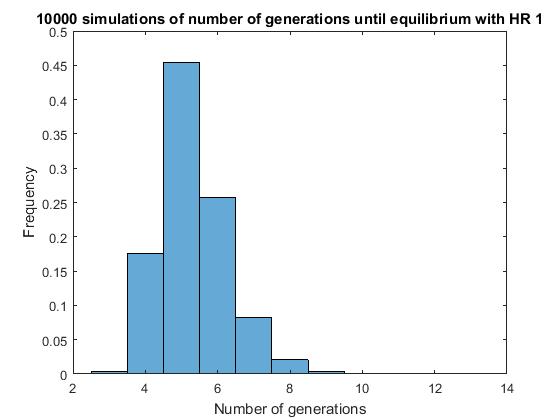 10000 simulations of number of generations until equilibrium with HR 1
0.5
0.45
0.4
0.35
0.3
0.25
0.2
0.15
0.1
0.05
0
Frequency
2 4 6 8 10 12 14
Number of generations